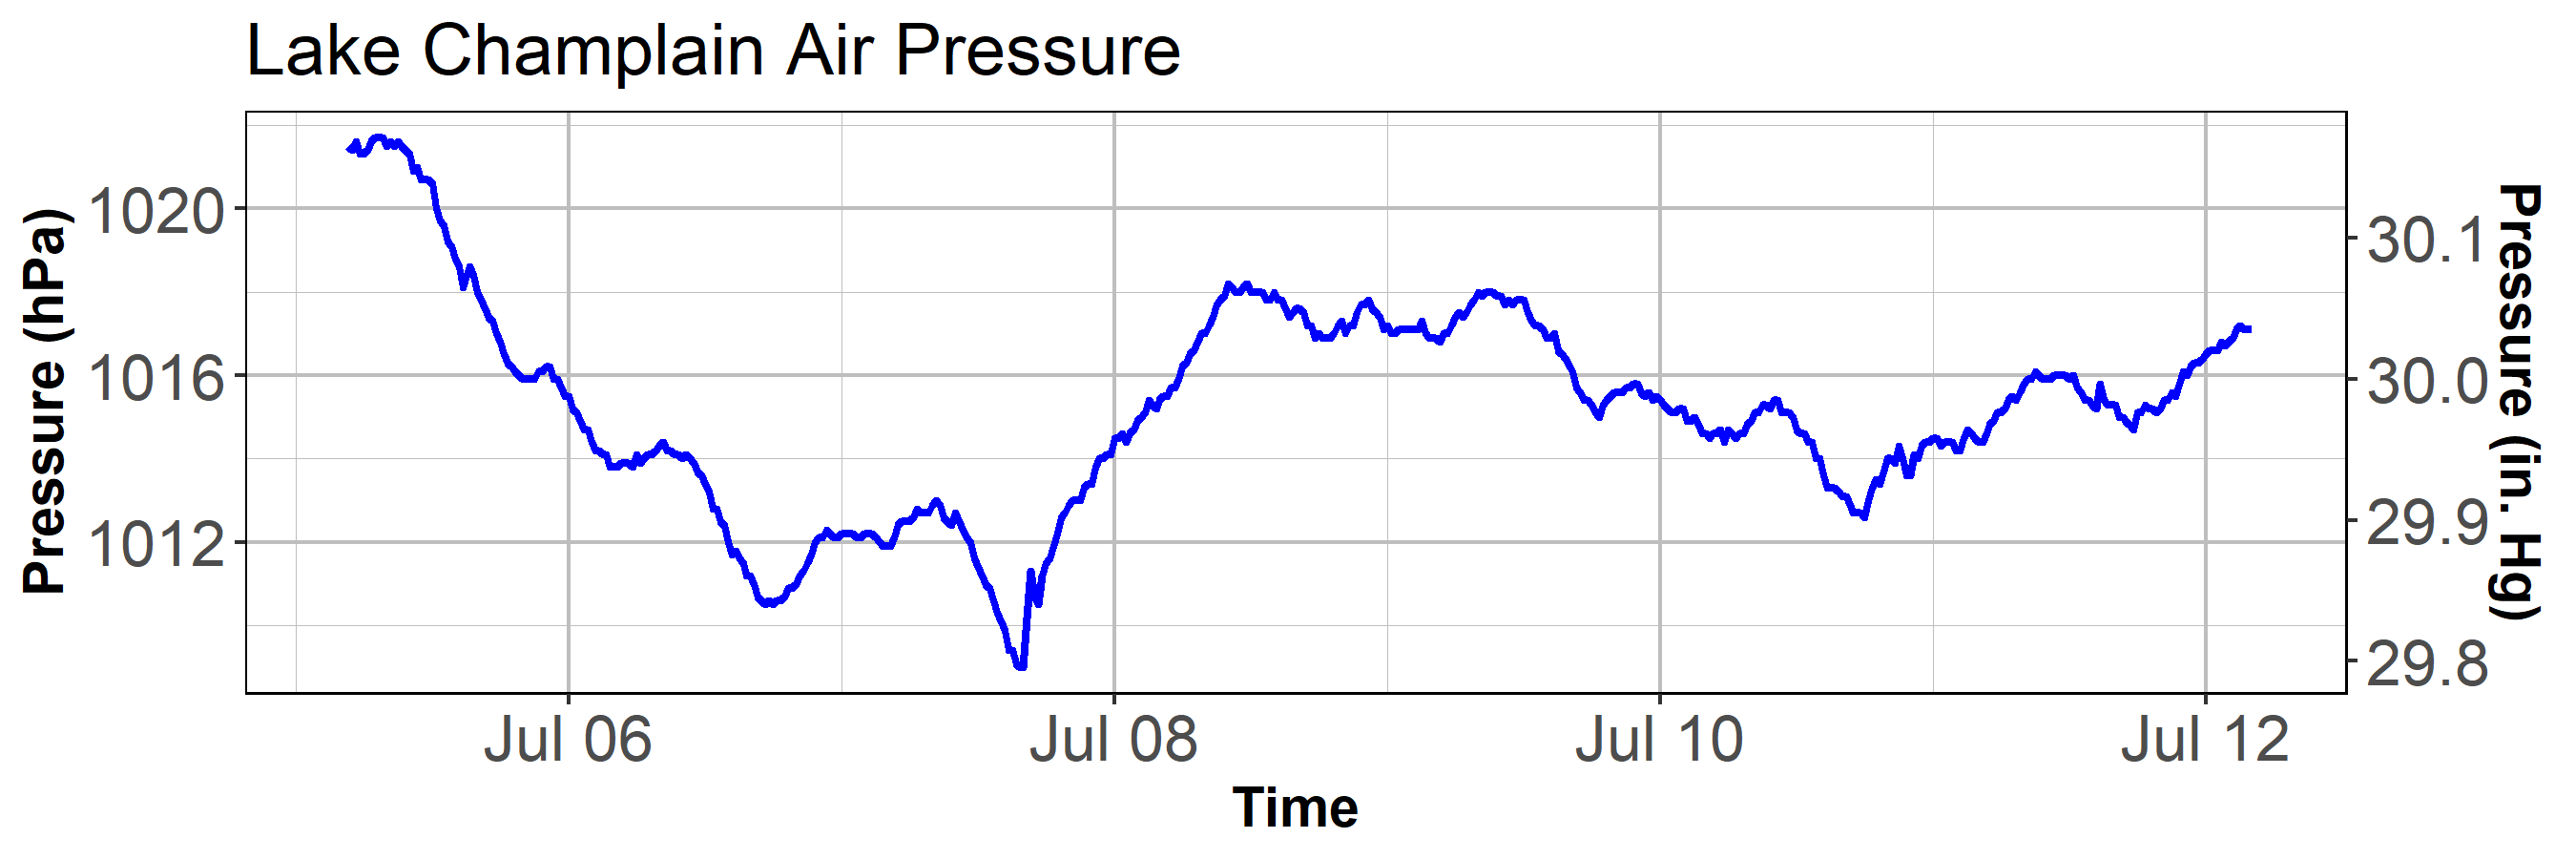 Lake Champlain Air Pressure
Pressure (hPa)
1020
1016
1012
30.1
30.0
29.9
29.8
Pressure (in. Hg)
Jul 06 Jul 08 Jul 10 Jul 12
Time